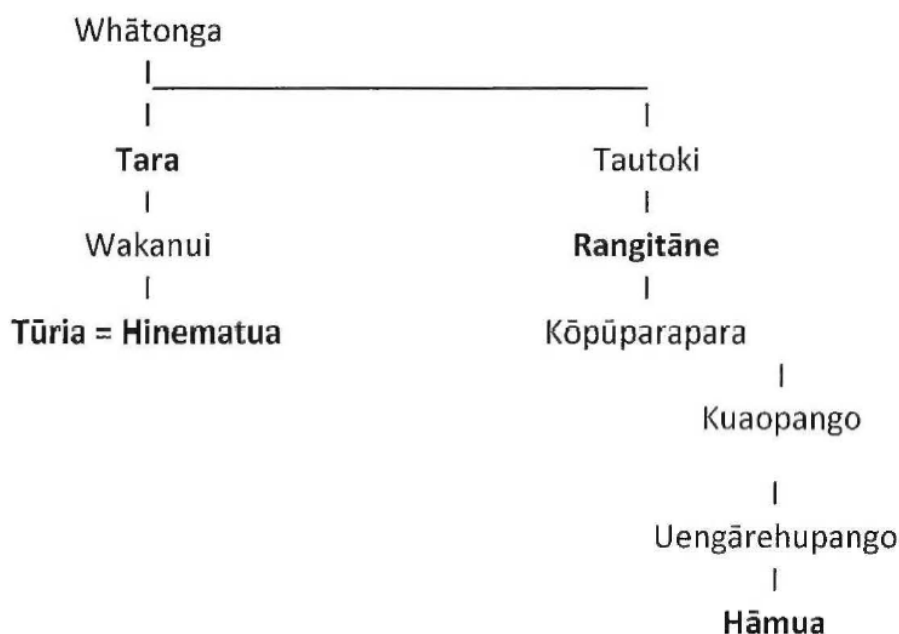 Whātonga
Tara Tautoki
Wakanui Rangitāne
Tūria = Hinematua Kōpūparapara
Kuaopango
Uengārehupango
Hāmua